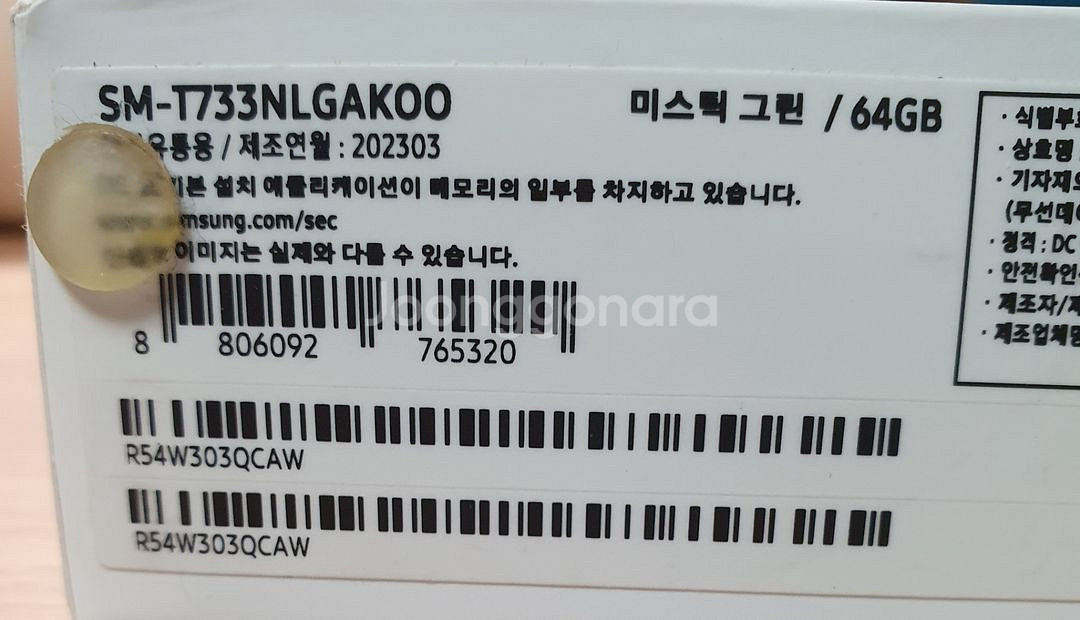 SM-T733NLGAK00
미스틱 그린 / 64GB
유통용 / 제조연월 : 202303
기본 설치 애플리케이션이 메모리의 일부를 차지하고 있습니다.
msung.com/sec
이미지는 실제와 다를 수 있습니다.
8 806092 765320
R54W303QCAW
R54W303QCAW
· 식별부호
· 상호명
· 기자재의
(무선데이
· 정격 : DC
· 안전확인
· 제조자/제
· 제조업체명
Joonggonara